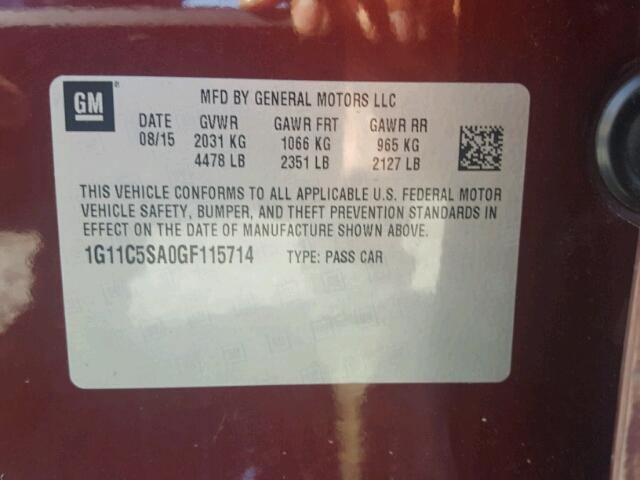 GM
MFD BY GENERAL MOTORS LLC
DATE GVWR GAWR FRT GAWR RR
08/15 2031 KG 1066 KG 965 KG
4478 LB 2351 LB 2127 LB
THIS VEHICLE CONFORMS TO ALL APPLICABLE U.S. FEDERAL MOTOR
VEHICLE SAFETY, BUMPER, AND THEFT PREVENTION STANDARDS IN
EFFECT ON THE DATE OF MANUFACTURE SHOWN ABOVE.
1G11C5SA0GF115714 TYPE: PASS CAR